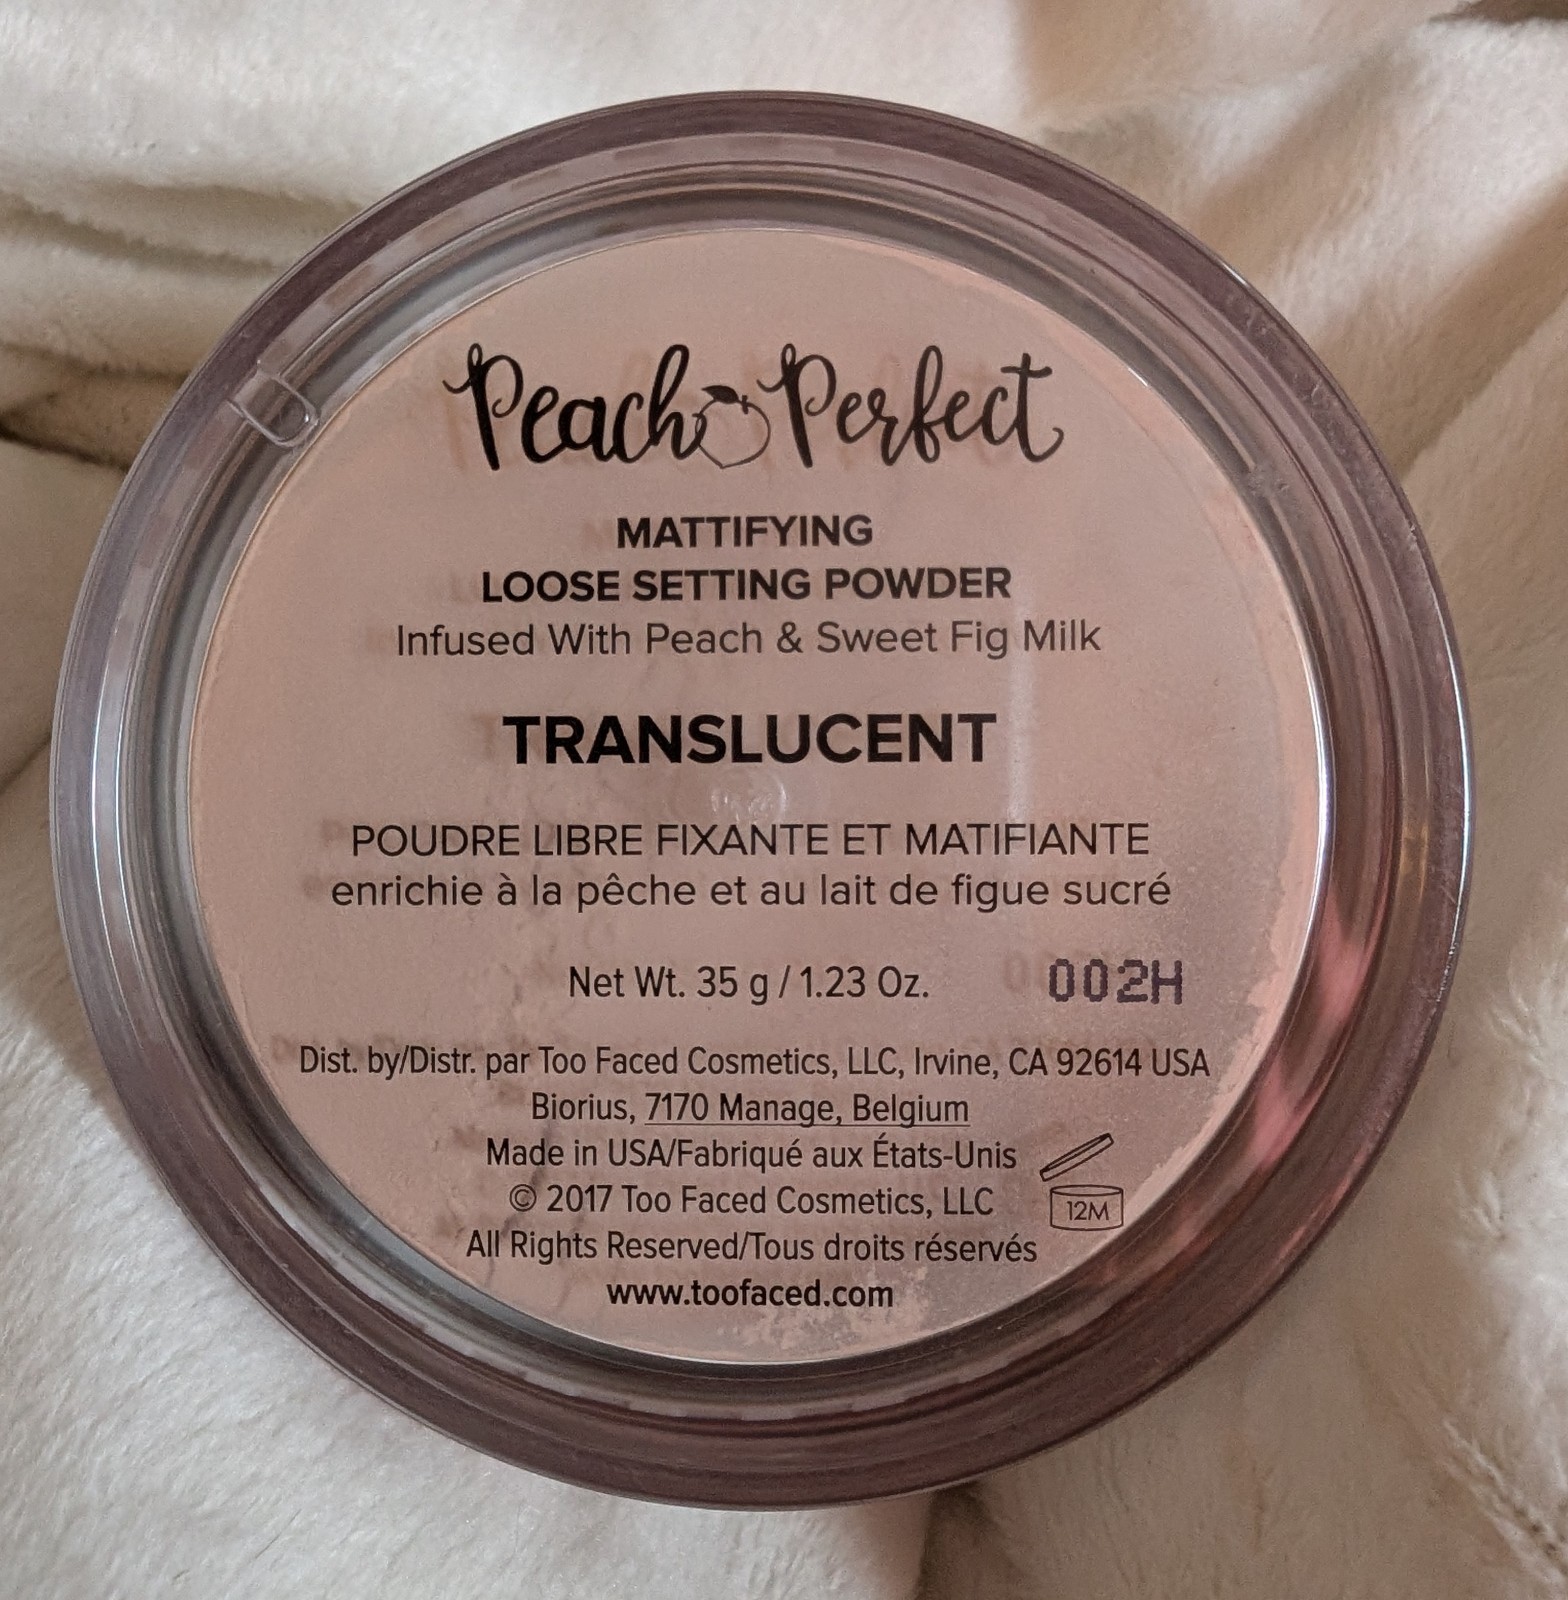 Peach Perfect
MATTIFYING
LOOSE SETTING POWDER
Infused With Peach & Sweet Fig Milk
TRANSLUCENT
POUDRE LIBRE FIXANTE ET MATIFIANTE
enrichie à la pêche et au lait de figue sucré
Net Wt. 35 g / 1.23 Oz. 002H
Dist. by/Distr. par Too Faced Cosmetics, LLC, Irvine, CA 92614 USA
Biorius, 7170 Manage, Belgium
Made in USA/Fabriqué aux États-Unis
© 2017 Too Faced Cosmetics, LLC
12M
All Rights Reserved/Tous droits réservés
www.toofaced.com